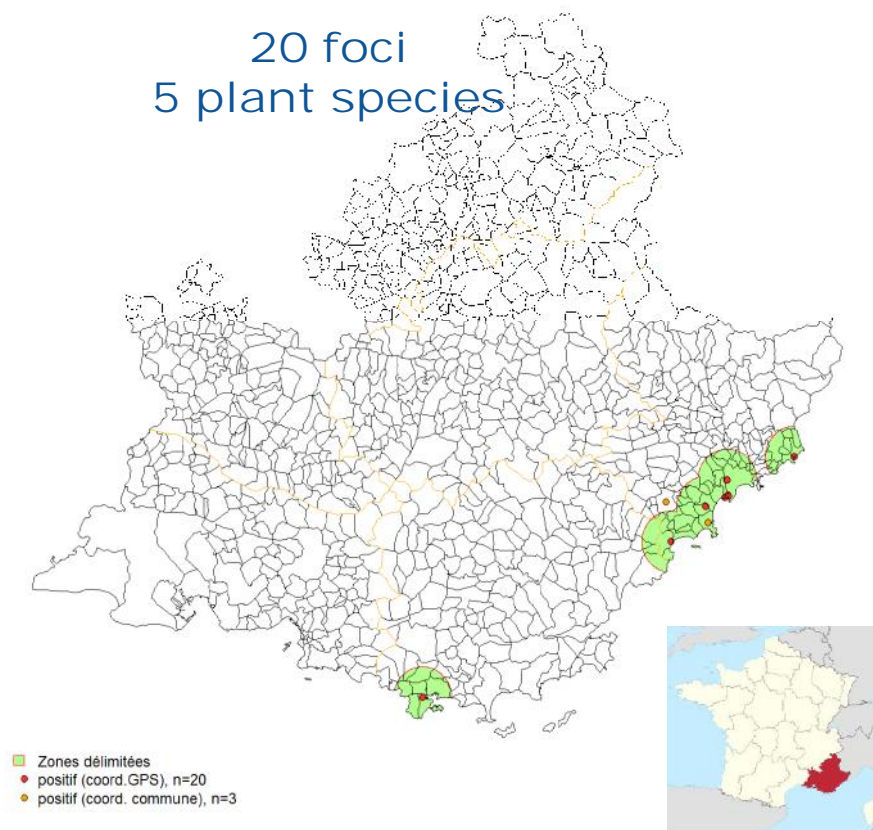 20 foci
5 plant species
Zones délimitées
positif (coord.GPS), n=20
positif (coord. commune), n=3